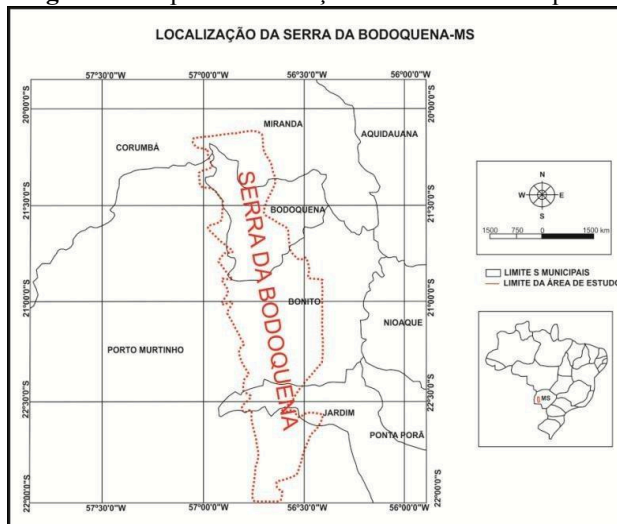 LOCALIZAÇÃO DA SERRA DA BODOQUENA-MS
57°30'0"W 57°00'0"W 56°30'0"W 56°00'0"W
20°00'0"S 20°00'0"S
MIRANDA
AQUIDAUANA
CORUMBÁ
SERRA DA BODOQUENA
21°30'0"S 21°30'0"S
BODOQUENA
21°00'0"S 21°00'0"S
BONITO
NIOAQUE
PORTO MURTINHO
22°30'0"S 22°30'0"S
JARDIM
PONTA PORÃ
22°00'0"S 22°00'0"S
57°30'0"W 57°00'0"W 56°30'0"W 56°00'0"W
N
W E
S
1500 750 0 1500 km
LIMITE S MUNICIPAIS
LIMITE DA ÁREA DE ESTUDO
MS